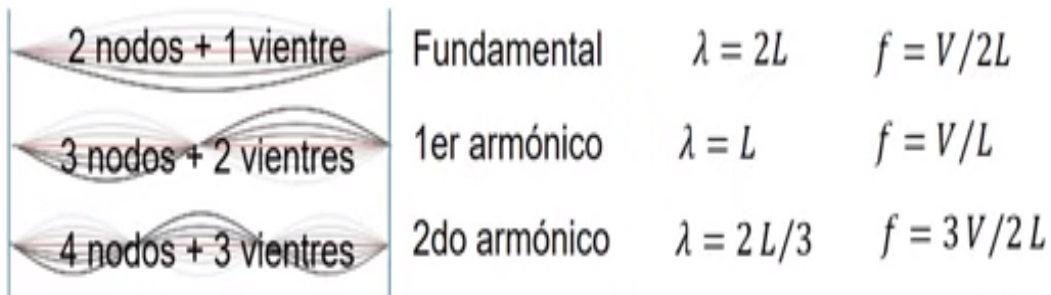 2 nodos + 1 vientre Fundamental λ = 2L f = V/2L
3 nodos + 2 vientres 1er armónico λ = L f = V/L
4 nodos + 3 vientres 2do armónico λ = 2 L/3 f = 3V/2L